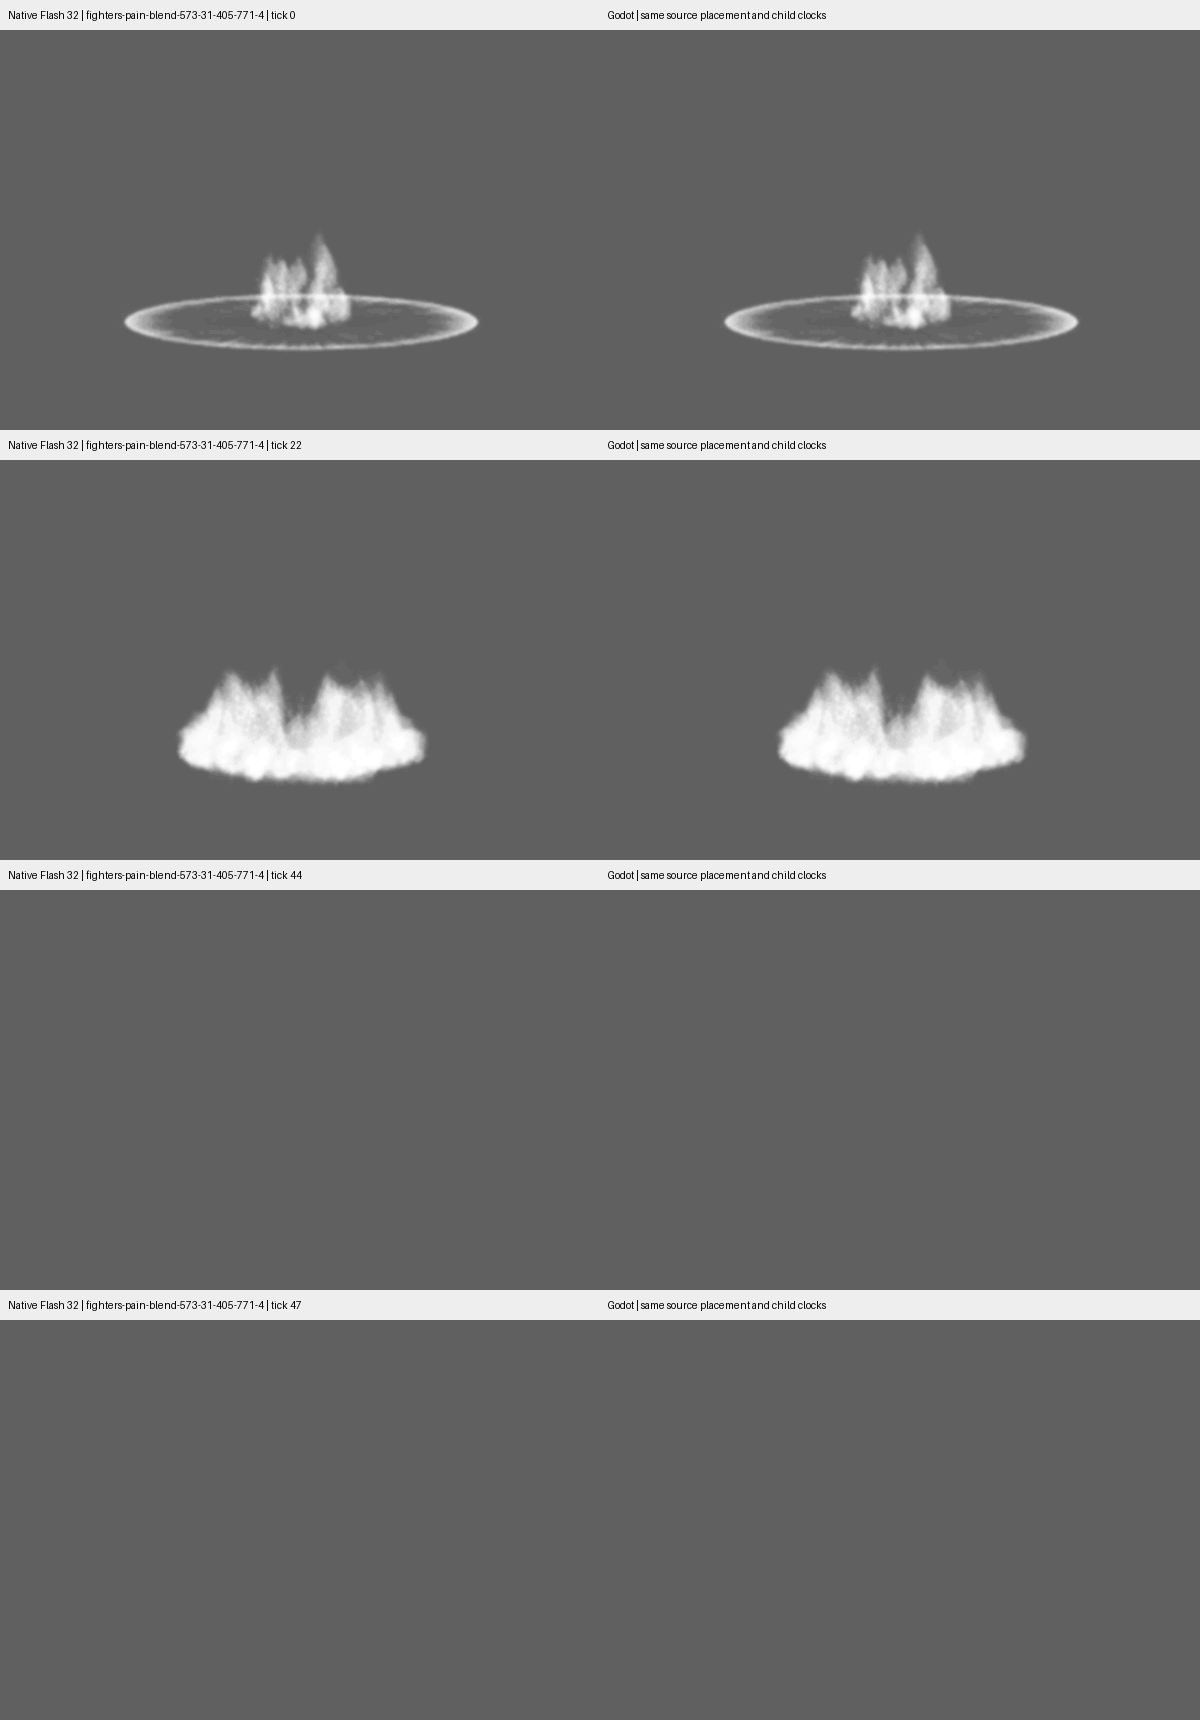 Native Flash 32 | fighters-pain-blend-573-31-405-771-4 | tick 0
Godot | same source placement and child clocks
Native Flash 32 | fighters-pain-blend-573-31-405-771-4 | tick 22
Godot | same source placement and child clocks
Native Flash 32 | fighters-pain-blend-573-31-405-771-4 | tick 44
Godot | same source placement and child clocks
Native Flash 32 | fighters-pain-blend-573-31-405-771-4 | tick 47
Godot | same source placement and child clocks